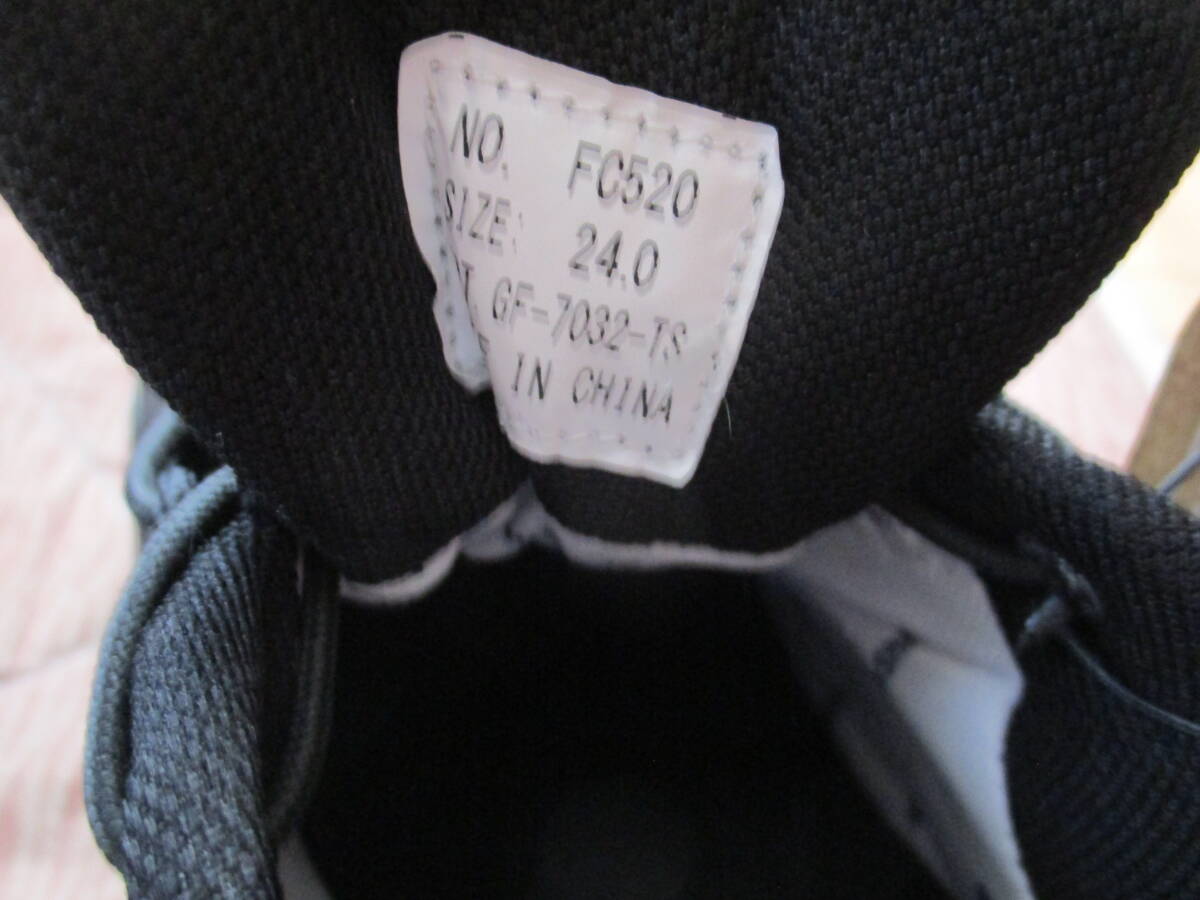 NO. FC520
SIZE: 24.0
GF-7032-TS
IN CHINA